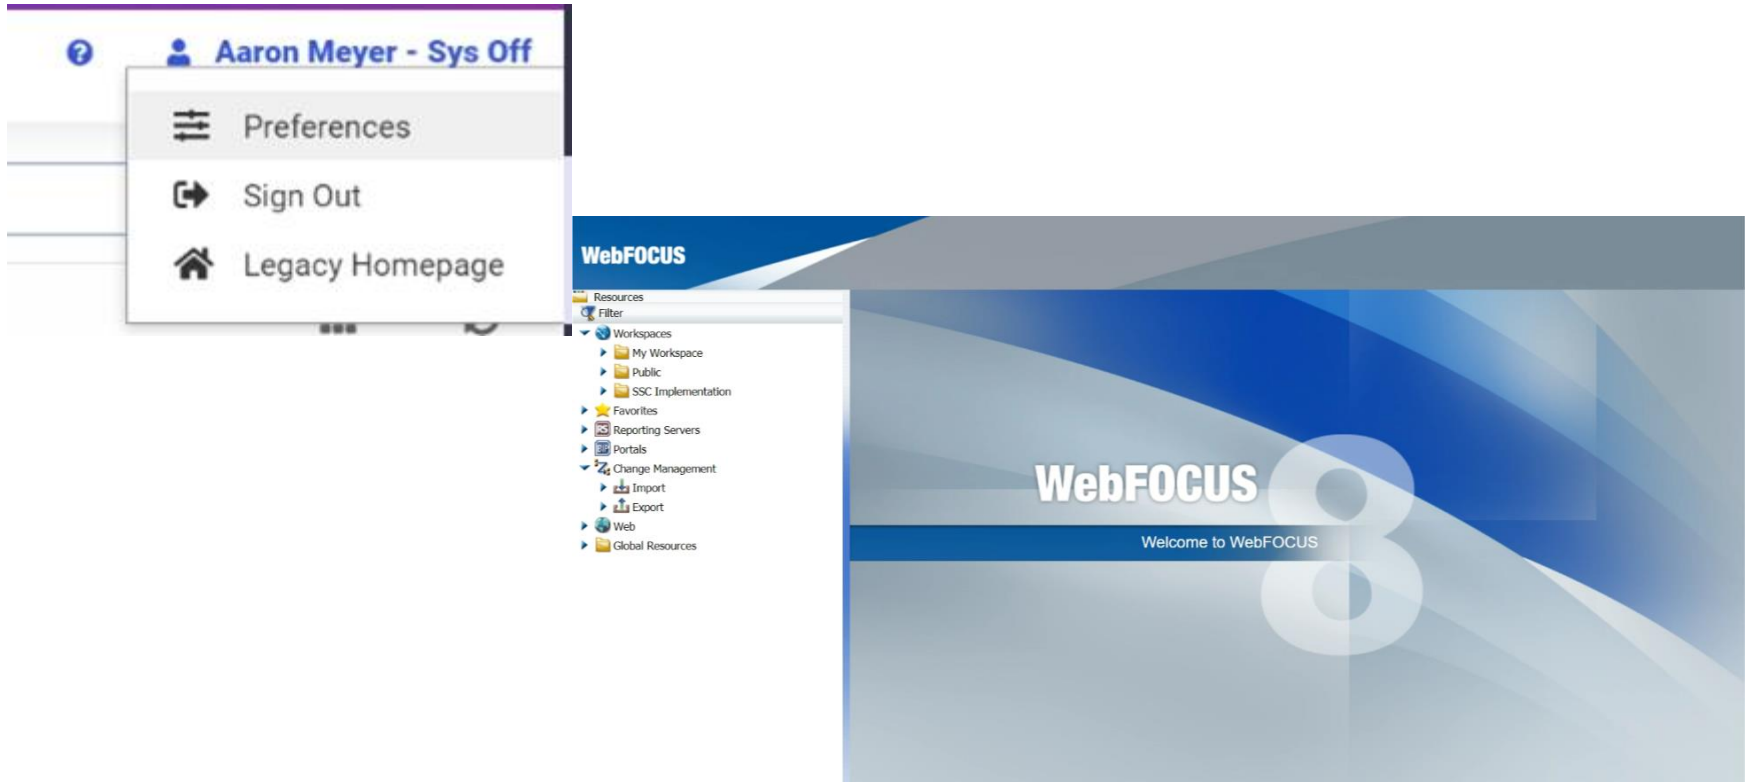 Aaron Meyer - Sys Off
Preferences
Sign Out
Legacy Homepage
WebFOCUS
Resources
Filter
Workspaces
My Workspace
Public
SSC Implementation
Favorites
Reporting Servers
Portals
Change Management
Import
Export
Web
Global Resources
WebFOCUS
8
Welcome to WebFOCUS